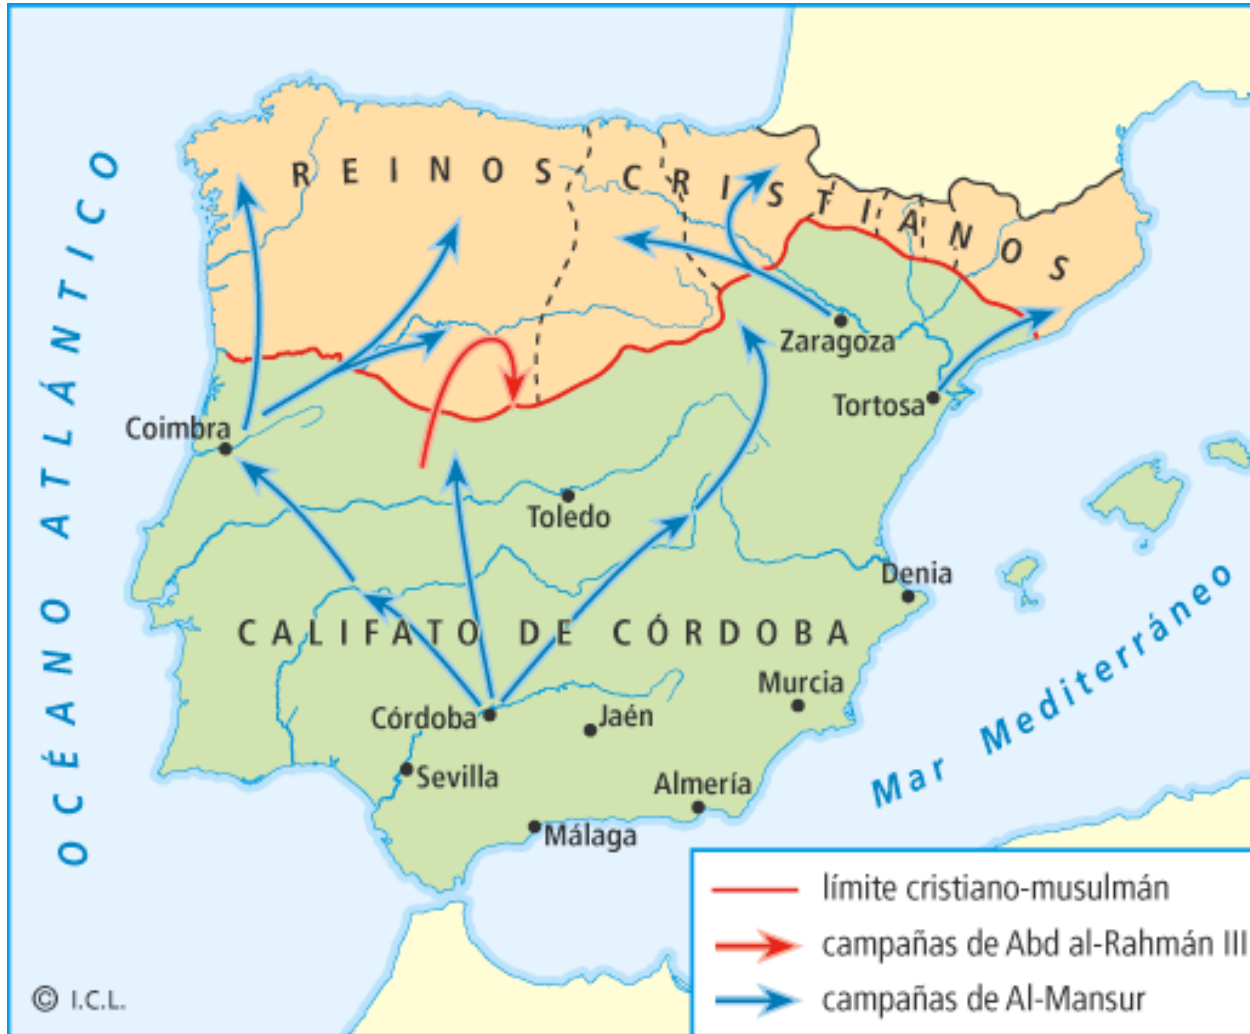 REINOS CRISTIANOS
OCÉANO ATLÁNTICO
Zaragoza
Tortosa
Coimbra
Toledo
Denia
CALIFATO DE CÓRDOBA
Murcia
Córdoba
Jaén
Sevilla
Almería
Málaga
Mar Mediterráneo
límite cristiano-musulmán
campañas de Abd al-Rahmán III
campañas de Al-Mansur
© I.C.L.